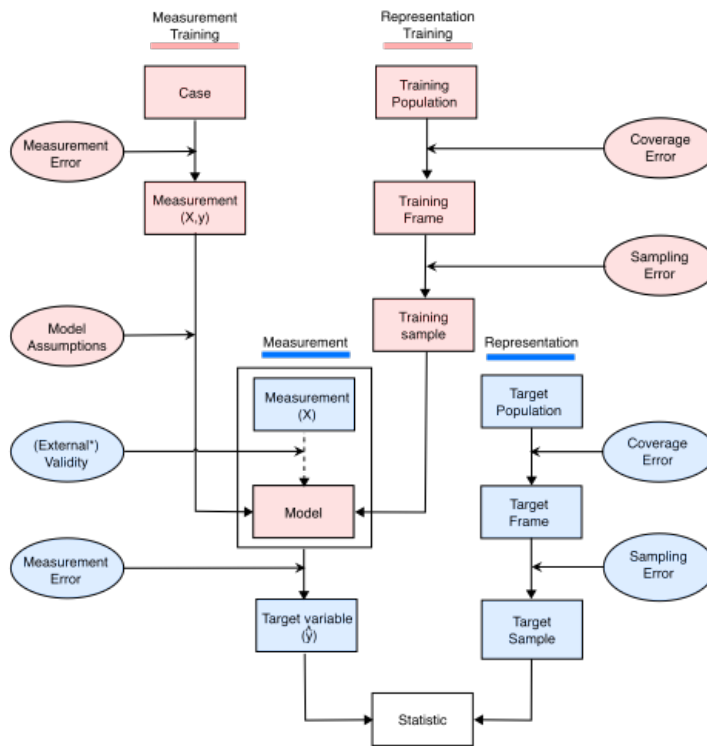 Measurement
Training
Representation
Training
Case
Training
Population
Measurement
Error
Coverage
Error
Measurement
(X,y)
Training
Frame
Sampling
Error
Model
Assumptions
Training
sample
Measurement
Representation
Measurement
(X)
Target
Population
(External*)
Validity
Coverage
Error
Model
Target
Frame
Measurement
Error
Sampling
Error
Target variable
(ŷ)
Target
Sample
Statistic